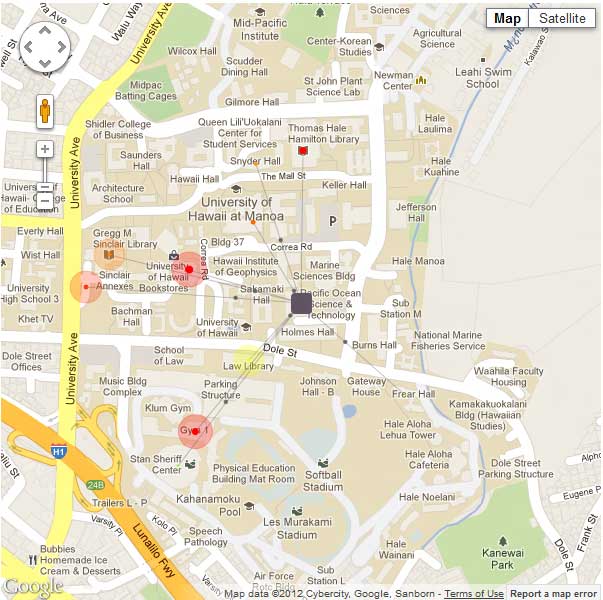 Map
Satellite
Walu Way
University Ave
Mid-Pacific
Institute
Children's
Center-Korean
Studies
Agricultural
Science
Kalawao St
Wilcox Hall
Scudder
Dining Hall
St John Plant
Science Lab
Newman
Center
Leahi Swim
School
Midpac
Batting Cages
Gilmore Hall
Shidler College
of Business
Queen Lili'Uokalani
Center for
Student Services
Thomas Hale
Hamilton Library
Hale
Laulima
Saunders
Hall
Snyder Hall
Hale
Kuahine
University Ave
Hawaii Hall
The Mall St
Keller Hall
University of
Hawaii College
of Education
Architecture
School
University of
Hawaii at Manoa
P
Jefferson
Hall
Everly Hall
Gregg M
Sinclair Library
Correa Rd
Bldg 37
Correa Rd
Wist Hall
University
of Hawaii
Bookstores
Hawaii Institute
of Geophysics
Marine
Sciences Bldg
Hale Manoa
Sinclair
Annexes
University
High School 3
Sakamaki
Hall
Pacific Ocean
Science &
Technology
Sub
Station M
Khet TV
Bachman
Hall
University
of Hawaii
Holmes Hall
National Marine
Fisheries Service
University Ave
Dole Street
Offices
School
of Law
Dole St
Burns Hall
Law Library
Waahila Faculty
Housing
Music Bldg
Complex
Parking
Structure
Johnson
Hall - B
Gateway
House
Frear Hall
Kamakakuokalani
Bldg (Hawaiian
Studies)
Klum Gym
Gym 1
Hale Aloha
Lehua Tower
H1
Stan Sheriff
Center
Physical Education
Building Mat Room
Softball
Stadium
Hale Aloha
Cafeteria
Dole Street
Parking Structure
24B
Trailers L - P
Kahanamoku
Pool
Hale Noelani
Eugene P
Varsity Pl
Kolo Pl
Les Murakami
Stadium
Lunalilo Fwy
Speech
Pathology
Hale
Wainani
Frank St
Dole St
Kanewai
Park
Bubbies
Homemade Ice
Cream & Desserts
Varsity Pl
Air Force
Rotc Bldg
Sub
Station L
Google
Map data ©2012 Cybercity, Google, Sanborn - Terms of Use
Report a map error